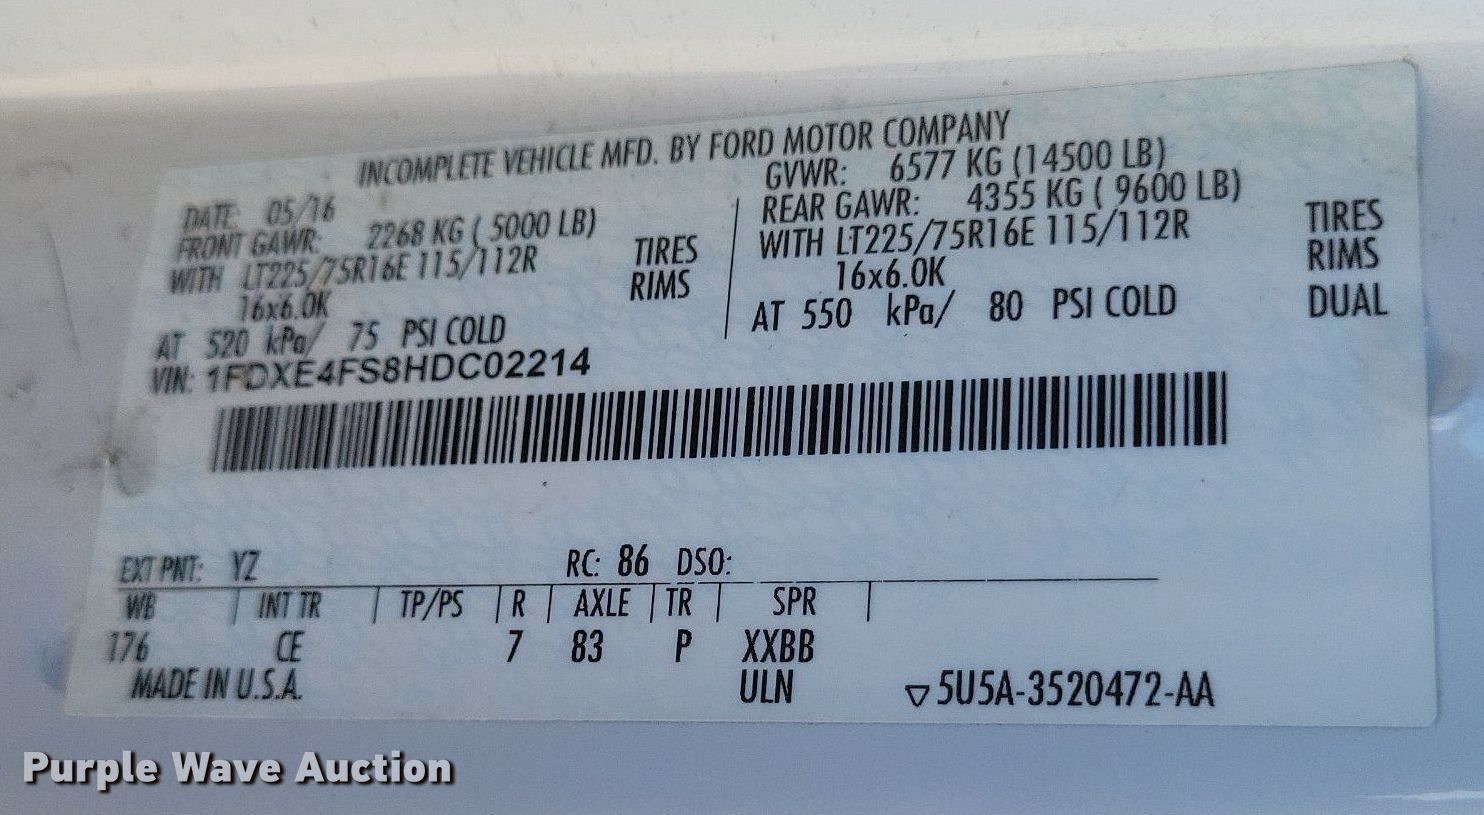 INCOMPLETE VEHICLE MFD. BY FORD MOTOR COMPANY
DATE: 05/16
FRONT GAWR: 2268 KG ( 5000 LB)
WITH LT225/75R16E 115/112R TIRES
16x6.0K RIMS
AT 520 kPa/ 75 PSI COLD
GVWR: 6577 KG (14500 LB)
REAR GAWR: 4355 KG ( 9600 LB)
WITH LT225/75R16E 115/112R TIRES
16x6.0K RIMS
AT 550 kPa/ 80 PSI COLD DUAL
VIN: 1FDXE4FS8HDC02214
EXT PNT: YZ RC: 86 DSO:
WB INT TR TP/PS R AXLE TR SPR
176 CE 7 83 P XXBB
MADE IN U.S.A. ULN ▽5U5A-3520472-AA
Purple Wave Auction